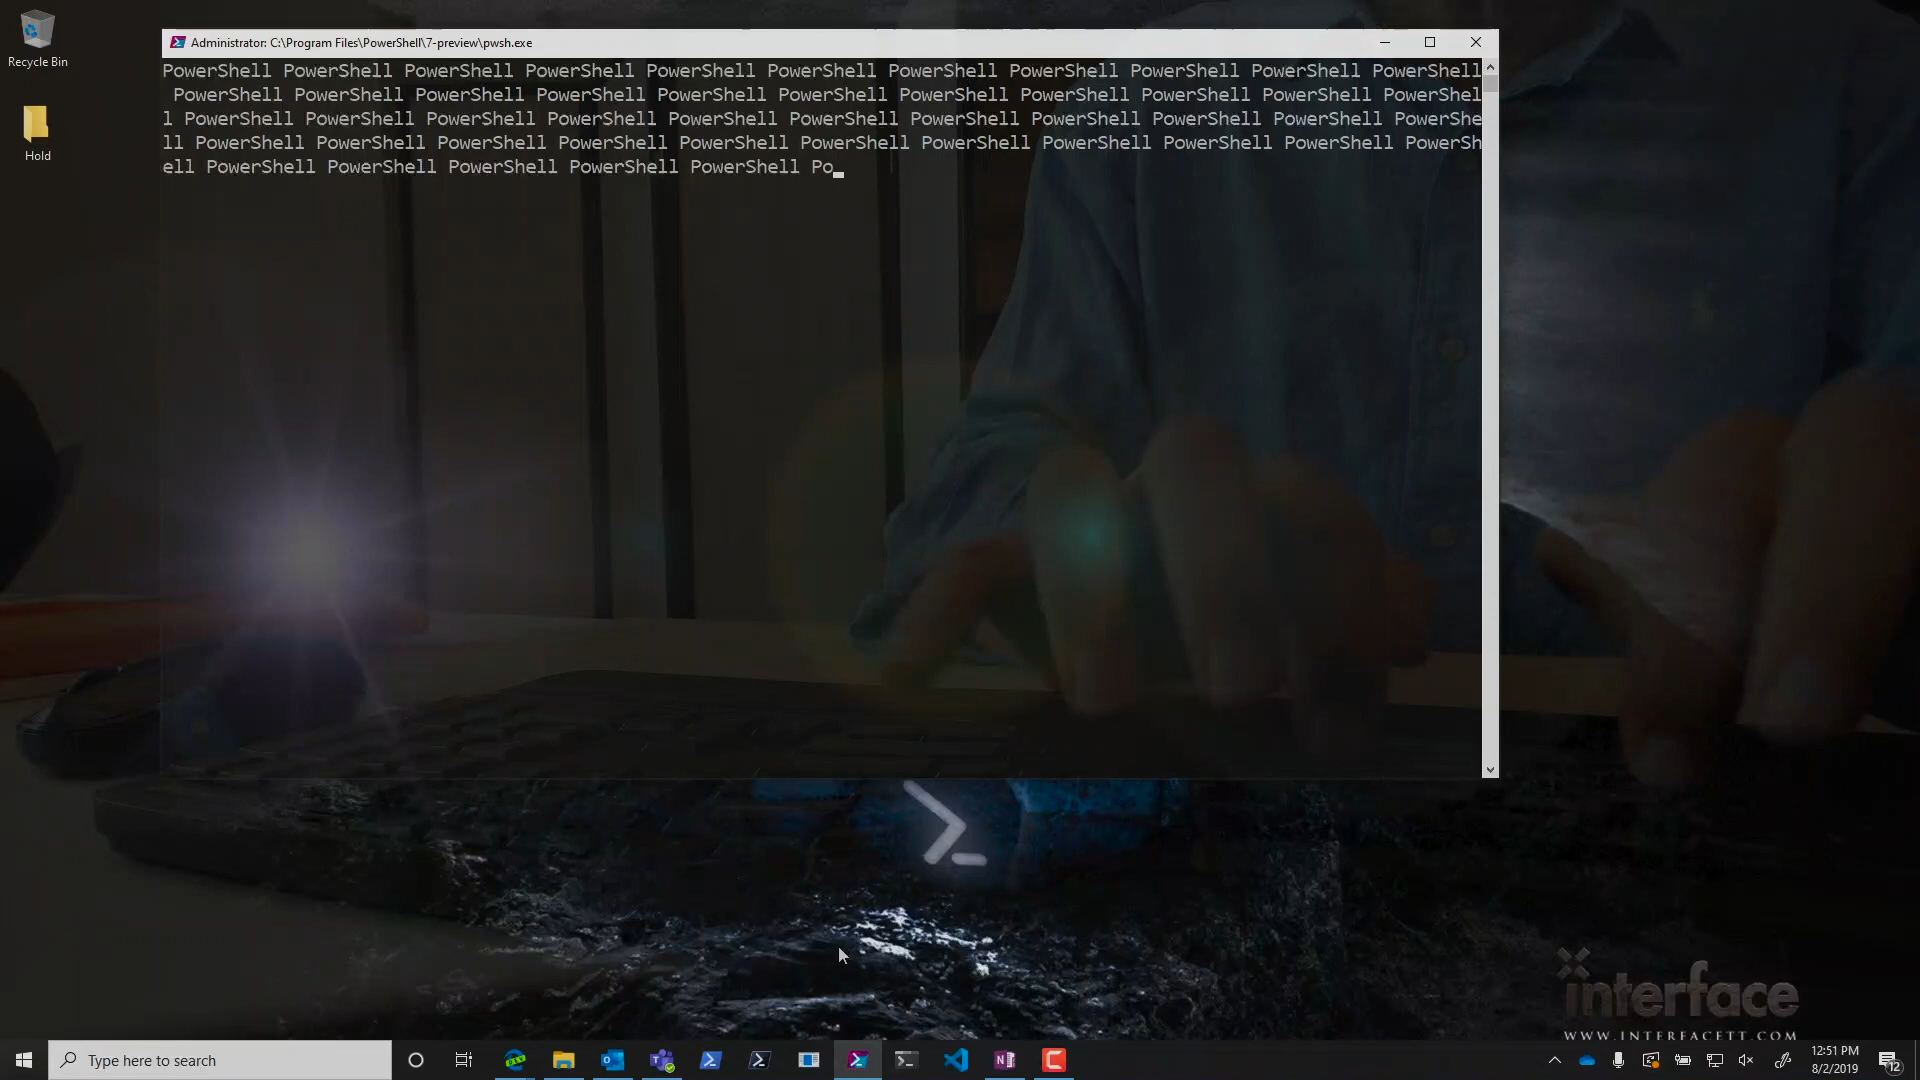 Recycle Bin
Hold
Administrator: C:\Program Files\PowerShell\7-preview\pwsh.exe
PowerShell PowerShell PowerShell PowerShell PowerShell PowerShell PowerShell PowerShell PowerShell PowerShell PowerShell
PowerShell PowerShell PowerShell PowerShell PowerShell PowerShell PowerShell PowerShell PowerShell PowerShell PowerShel
l PowerShell PowerShell PowerShell PowerShell PowerShell PowerShell PowerShell PowerShell PowerShell PowerShell PowerShe
ll PowerShell PowerShell PowerShell PowerShell PowerShell PowerShell PowerShell PowerShell PowerShell PowerShell PowerSh
ell PowerShell PowerShell PowerShell PowerShell PowerShell Po
interface
WWW.INTERFACETT.COM
Type here to search
DEV
12:51 PM
8/2/2019
12